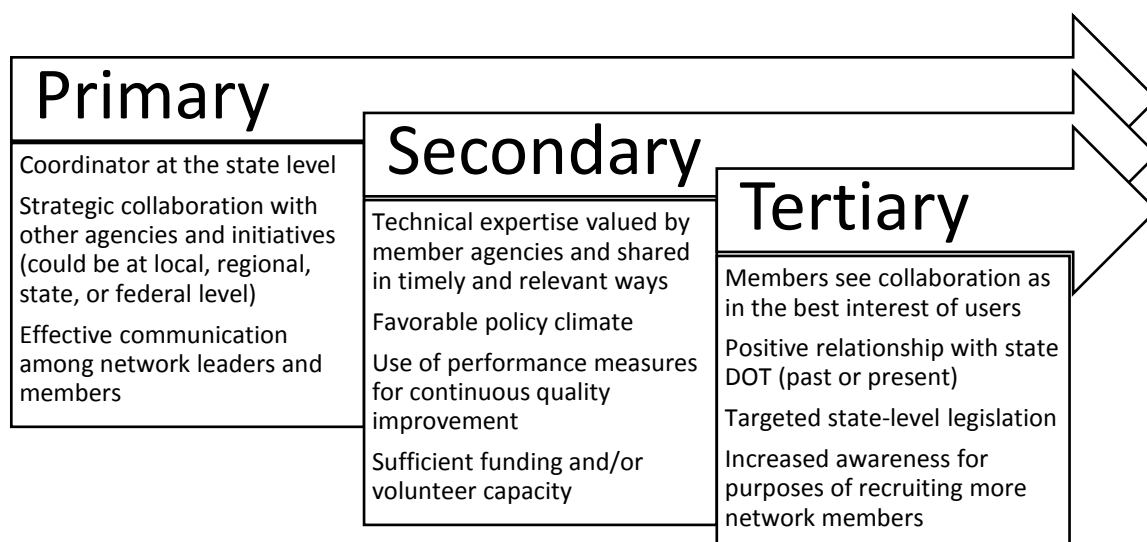 Primary
Coordinator at the state level
Strategic collaboration with
other agencies and initiatives
(could be at local, regional,
state, or federal level)
Effective communication
among network leaders and
members
Secondary
Technical expertise valued by
member agencies and shared
in timely and relevant ways
Favorable policy climate
Use of performance measures
for continuous quality
improvement
Sufficient funding and/or
volunteer capacity
Tertiary
Members see collaboration as
in the best interest of users
Positive relationship with state
DOT (past or present)
Targeted state-level legislation
Increased awareness for
purposes of recruiting more
network members